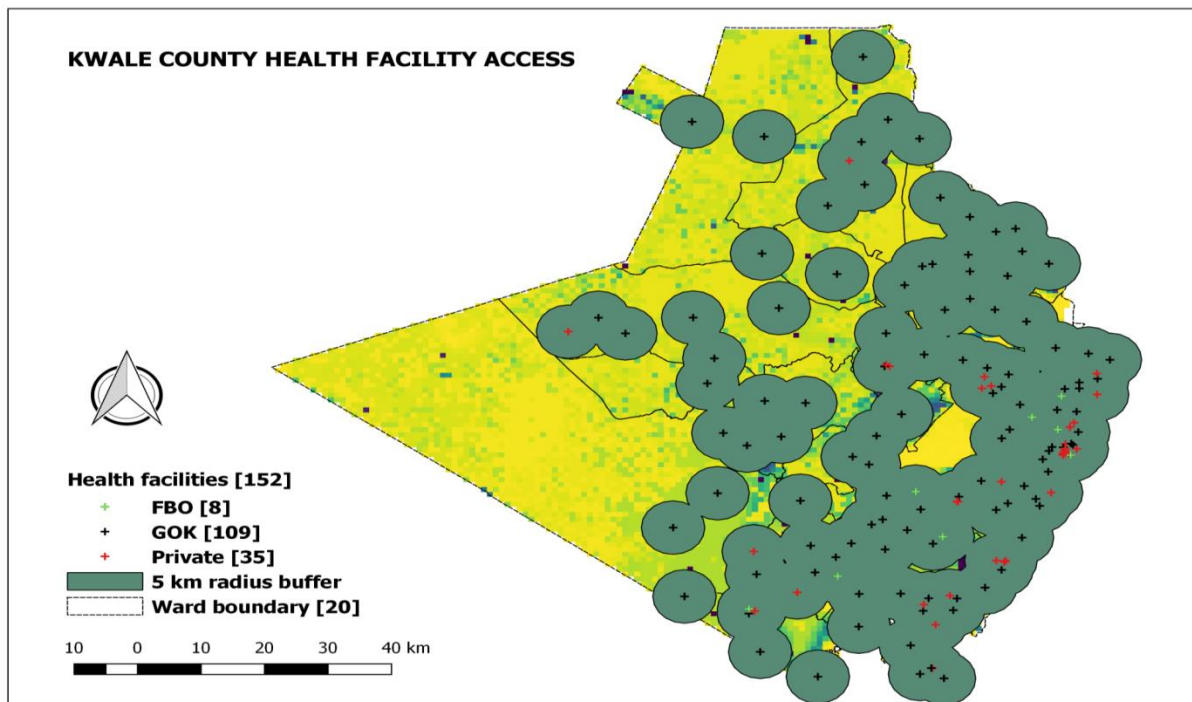 KWALE COUNTY HEALTH FACILITY ACCESS
Health facilities [152]
FBO [8]
GOK [109]
Private [35]
5 km radius buffer
Ward boundary [20]
10 0 10 20 30 40 km